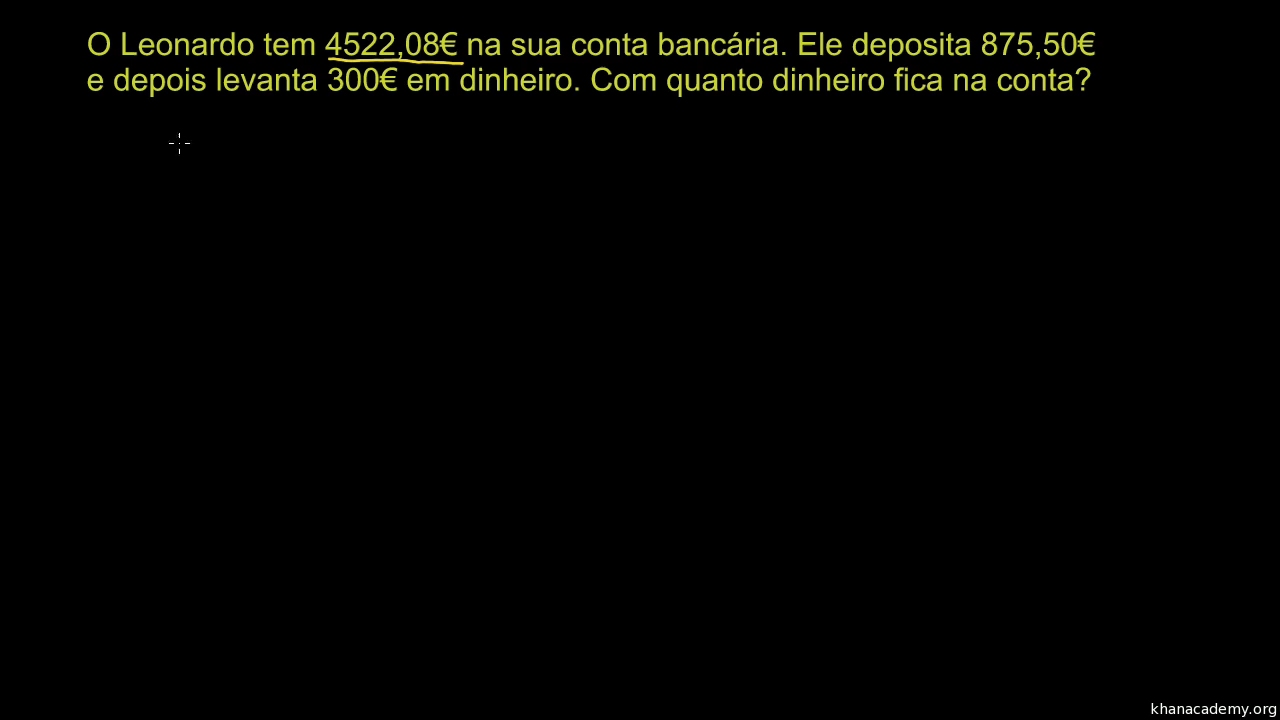 O Leonardo tem 4522,08€ na sua conta bancária. Ele deposita 875,50€
e depois levanta 300€ em dinheiro. Com quanto dinheiro fica na conta?
khanacademy.org